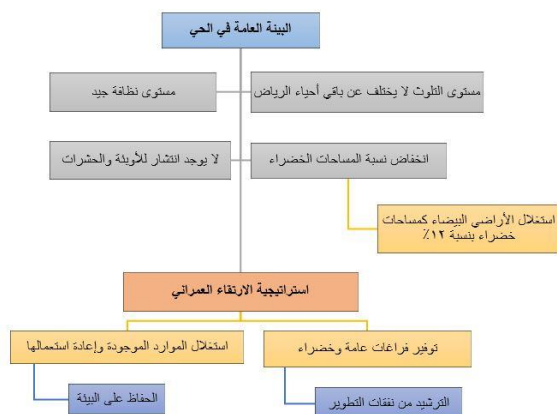 البيئة العامة في الحي
مستوى التلوث لا يختلف عن باقي أحياء الرياض
مستوى نظافة جيد
انخفاض نسبة المساحات الخضراء
لا يوجد انتشار للأوبئة والحشرات
استغلال الأراضي البيضاء كمساحات
خضراء بنسبة ١٢٪
استراتيجية الارتقاء العمراني
توفير فراغات عامة وخضراء
استغلال الموارد الموجودة وإعادة استعمالها
الترشيد من نفقات التطوير
الحفاظ على البيئة